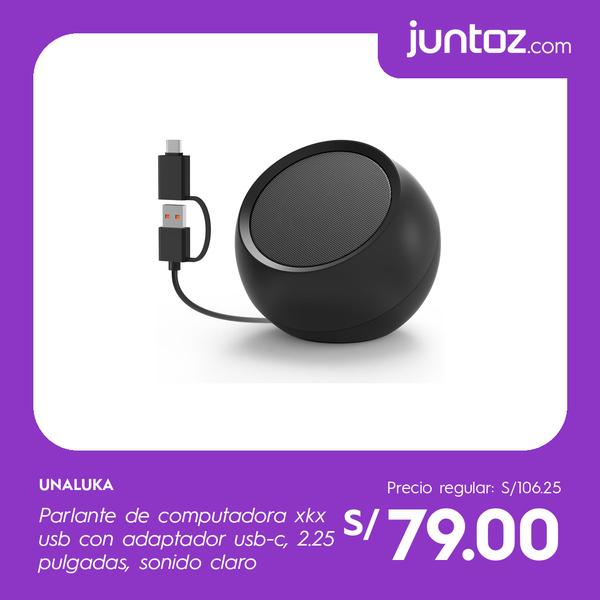 juntoz.com
UNALUKA
Parlante de computadora xkx
usb con adaptador usb-c, 2.25
pulgadas, sonido claro
Precio regular: S/106.25
S/79.00